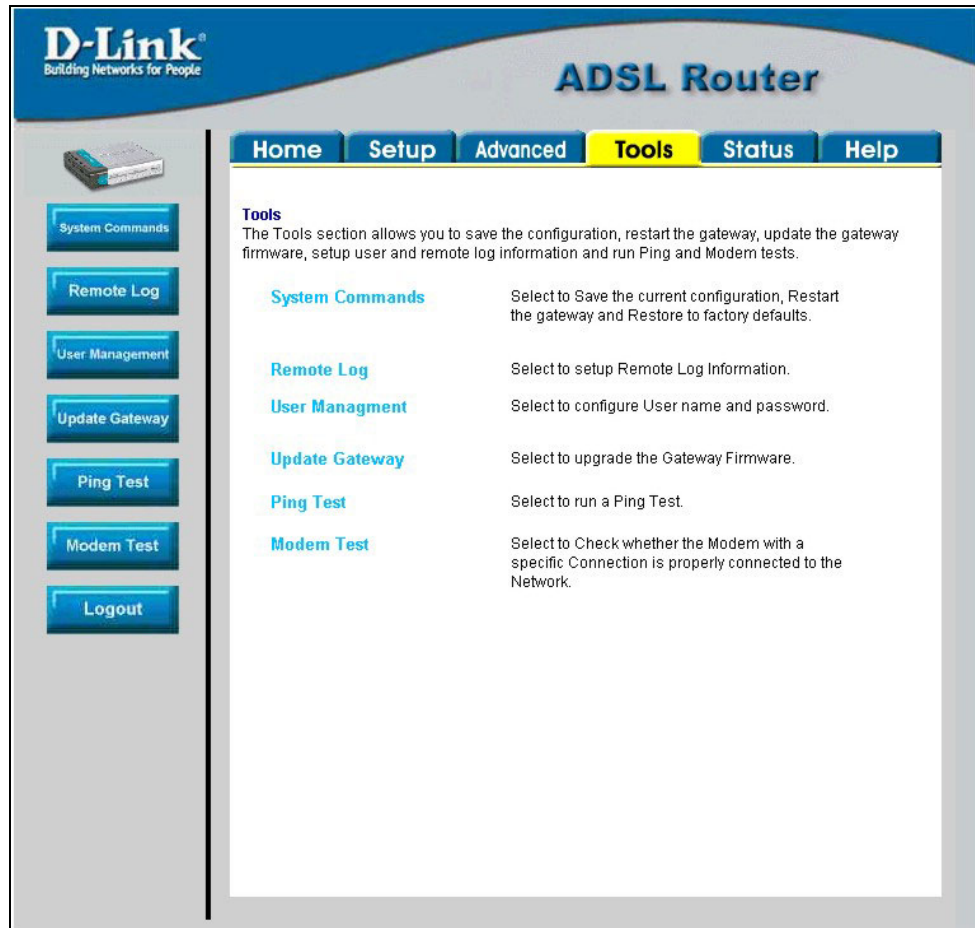 D-Link®
Building Networks for People
ADSL Router
Home Setup Advanced Tools Status Help
System Commands
Remote Log
User Management
Update Gateway
Ping Test
Modem Test
Logout
Tools
The Tools section allows you to save the configuration, restart the gateway, update the gateway
firmware, setup user and remote log information and run Ping and Modem tests.
System Commands Select to Save the current configuration, Restart
the gateway and Restore to factory defaults.
Remote Log Select to setup Remote Log Information.
User Managment Select to configure User name and password.
Update Gateway Select to upgrade the Gateway Firmware.
Ping Test Select to run a Ping Test.
Modem Test Select to Check whether the Modem with a
specific Connection is properly connected to the
Network.